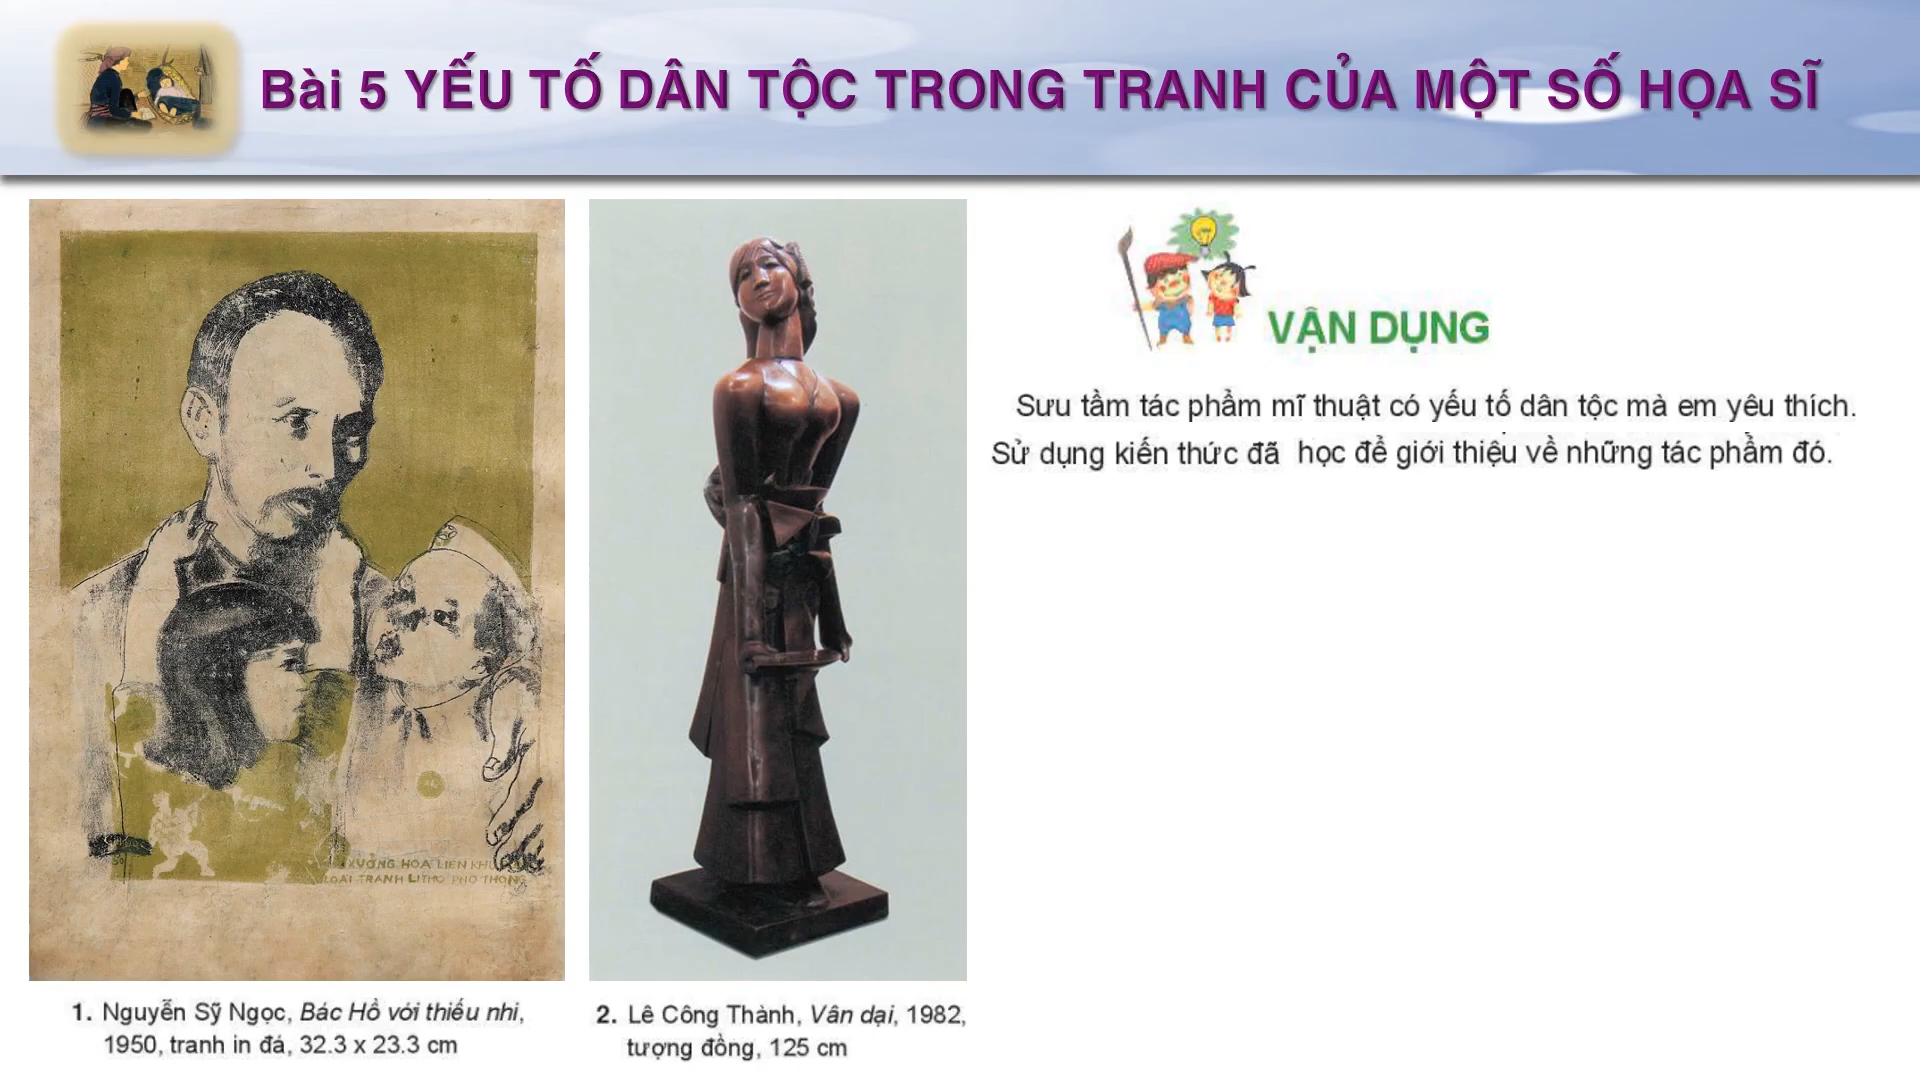 Bài 5 YẾU TỐ DÂN TỘC TRONG TRANH CỦA MỘT SỐ HỌA SĨ
VẬN DỤNG
Sưu tầm tác phẩm mĩ thuật có yếu tố dân tộc mà em yêu thích.
Sử dụng kiến thức đã học để giới thiệu về những tác phẩm đó.
XƯỞNG HỌA LIÊN KHU
LOẠI TRANH LITHO PHỔ THÔNG
1. Nguyễn Sỹ Ngọc, Bác Hồ với thiếu nhi,
1950, tranh in đá, 32.3 x 23.3 cm
2. Lê Công Thành, Vân dại, 1982,
tượng đồng, 125 cm